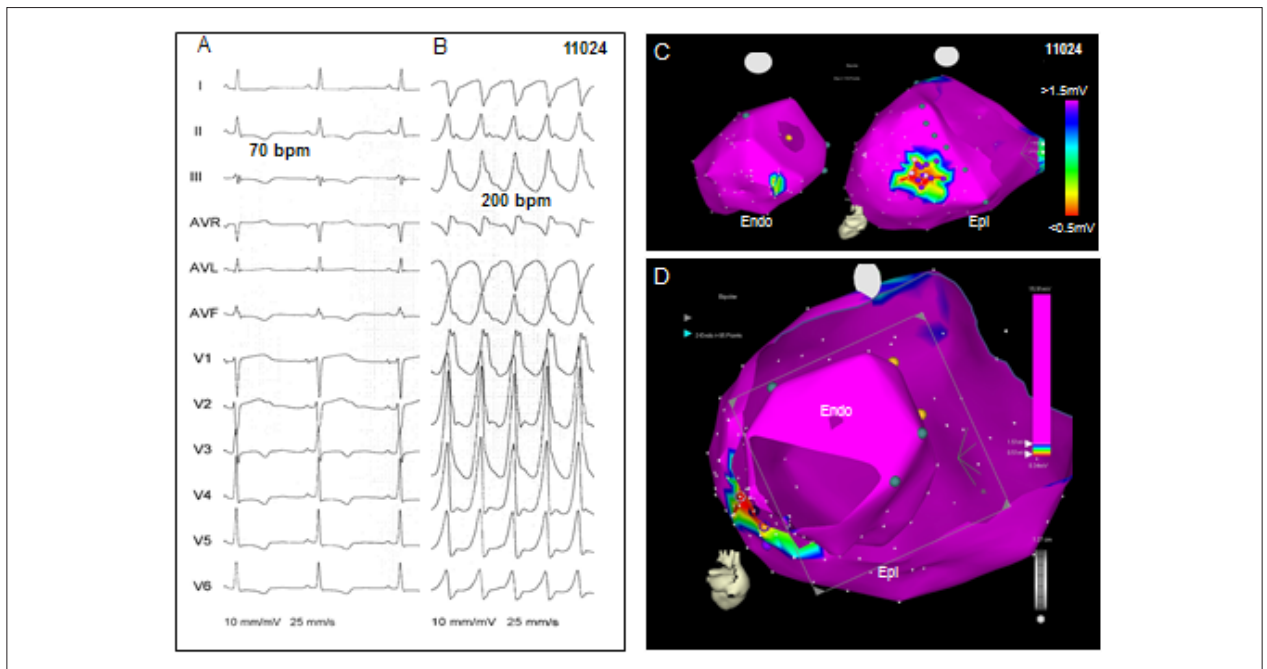 A
B
11024
I
II
70 bpm
III
200 bpm
AVR
AVL
AVF
V1
V2
V3
V4
V5
V6
10 mm/mV 25 mm/s
10 mm/mV 25 mm/s
C
11024
>1.5mV
Endo
Epi
<0.5mV
D
Bipolar
Endo
Epi